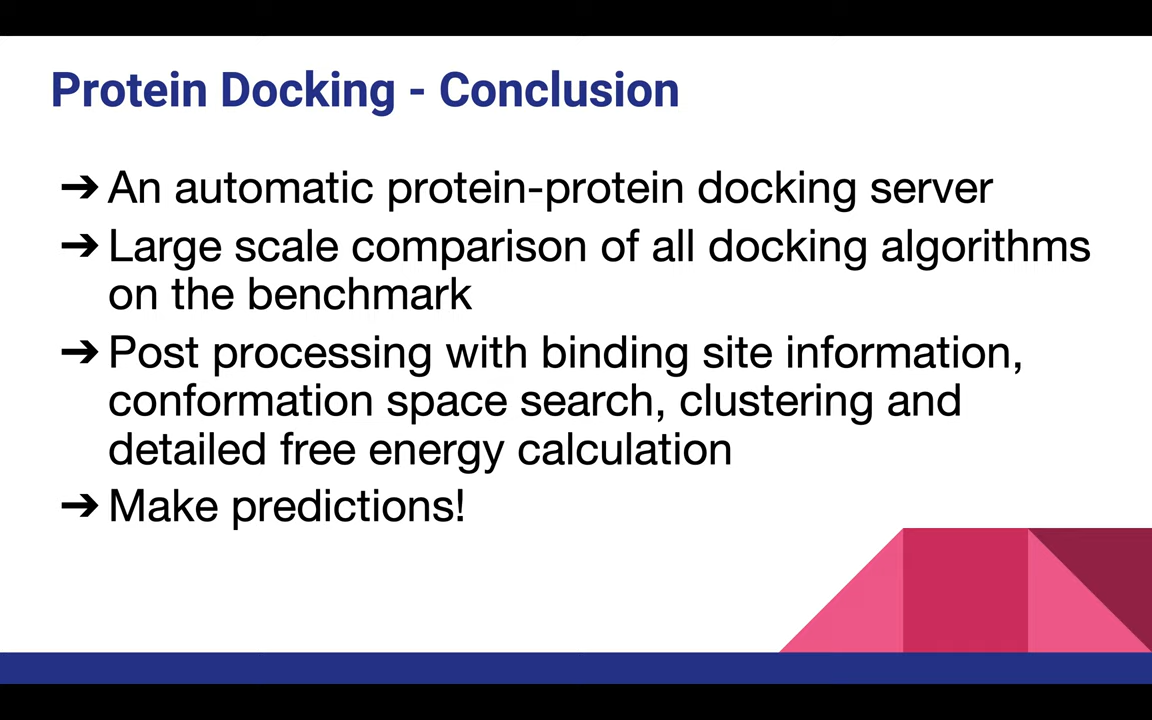 Protein Docking - Conclusion
➔ An automatic protein-protein docking server
➔ Large scale comparison of all docking algorithms
on the benchmark
➔ Post processing with binding site information,
conformation space search, clustering and
detailed free energy calculation
➔ Make predictions!